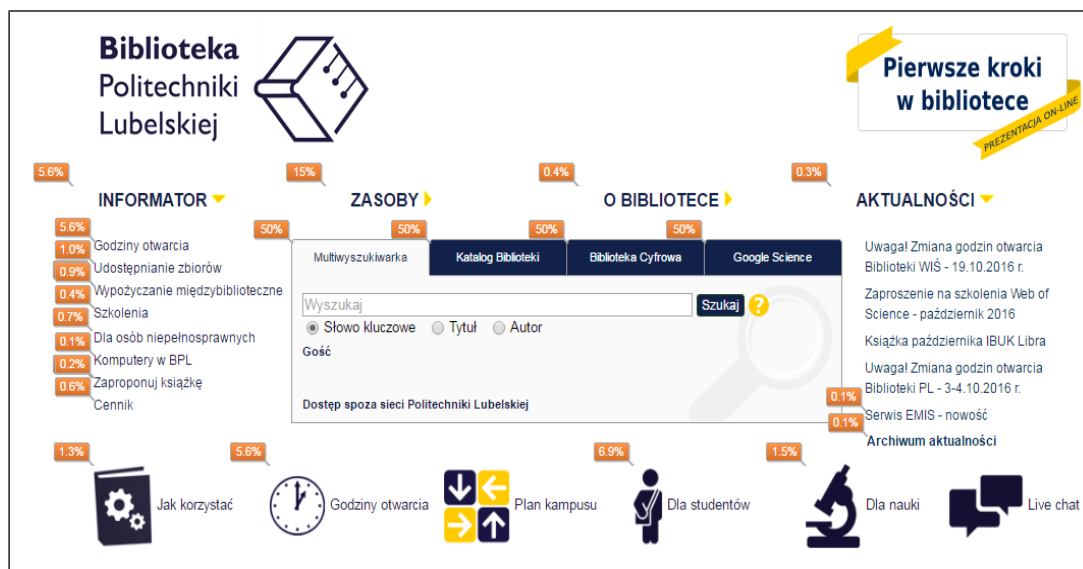 Biblioteka
Politechniki
Lubelskiej
Pierwsze kroki
w bibliotece
PREZENTACJA ON-LINE
5.6%
15%
0.4%
0.3%
INFORMATOR
ZASOBY
O BIBLIOTECE
AKTUALNOŚCI
5.6%
Godziny otwarcia
1.0%
Udostępnianie zbiorów
0.9%
Wypożyczanie międzybiblioteczne
0.4%
Szkolenia
0.7%
Dla osób niepełnosprawnych
0.1%
Komputery w BPL
0.2%
Zaproponuj książkę
0.6%
Cennik
50%
50%
50%
50%
Multiwyszukiwarka
Katalog Biblioteki
Biblioteka Cyfrowa
Google Science
Wyszukaj
Szukaj
?
Słowo kluczowe
Tytuł
Autor
Gość
Dostęp spoza sieci Politechniki Lubelskiej
Uwaga! Zmiana godzin otwarcia
Biblioteki WIŚ - 19.10.2016 r.
Zaproszenie na szkolenia Web of
Science - październik 2016
Książka października IBUK Libra
Uwaga! Zmiana godzin otwarcia
Biblioteki PL - 3-4.10.2016 r.
0.1%
Serwis EMIS - nowość
0.1%
Archiwum aktualności
1.3%
5.6%
6.9%
1.5%
Jak korzystać
Godziny otwarcia
Plan kampusu
Dla studentów
Dla nauki
Live chat